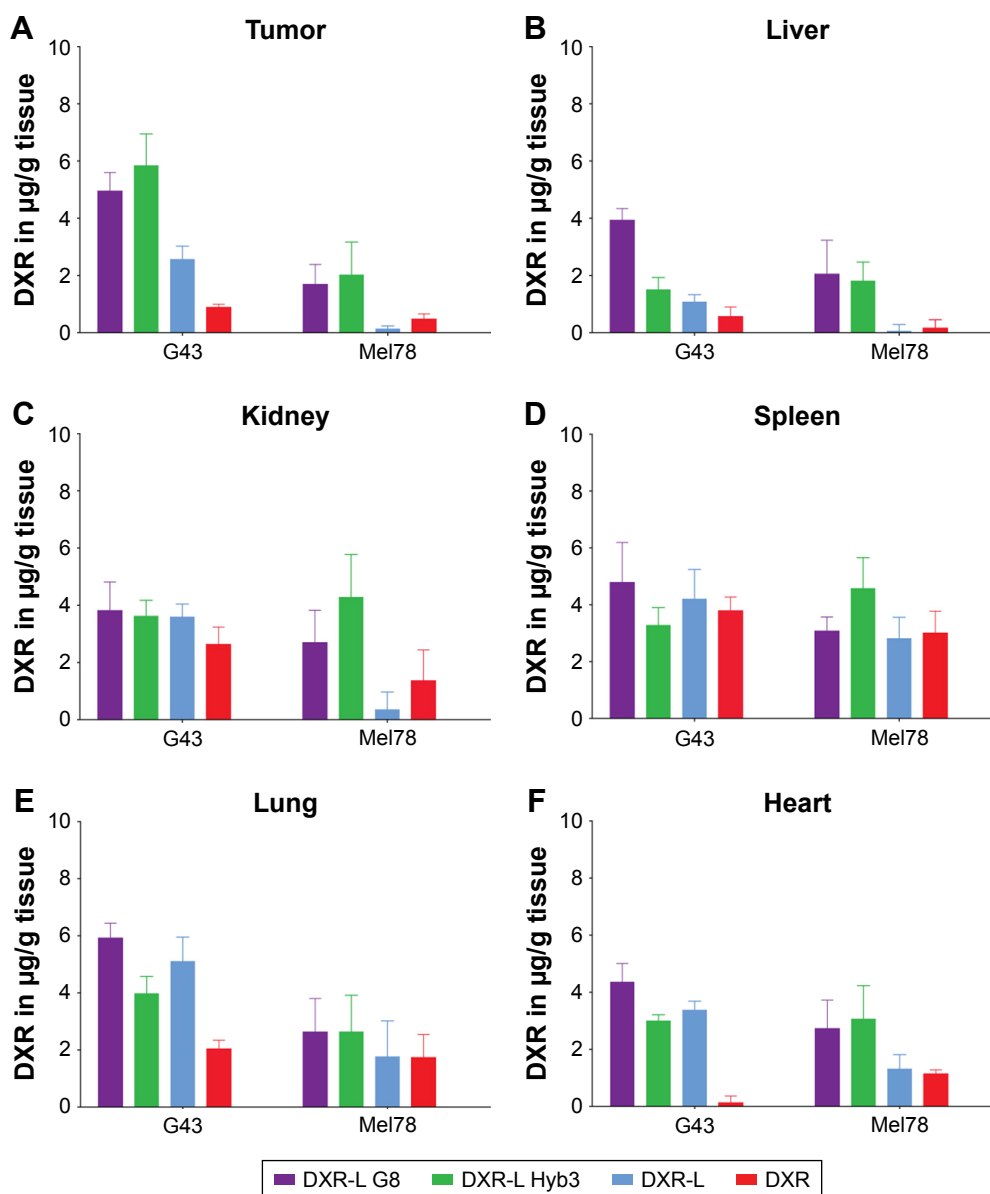 A
Tumor
DXR in μg/g tissue
10
8
6
4
2
0
G43
Mel78
B
Liver
DXR in μg/g tissue
10
8
6
4
2
0
G43
Mel78
C
Kidney
DXR in μg/g tissue
10
8
6
4
2
0
G43
Mel78
D
Spleen
DXR in μg/g tissue
10
8
6
4
2
0
G43
Mel78
E
Lung
DXR in μg/g tissue
10
8
6
4
2
0
G43
Mel78
F
Heart
DXR in μg/g tissue
10
8
6
4
2
0
G43
Mel78
DXR-L G8 DXR-L Hyb3 DXR-L DXR